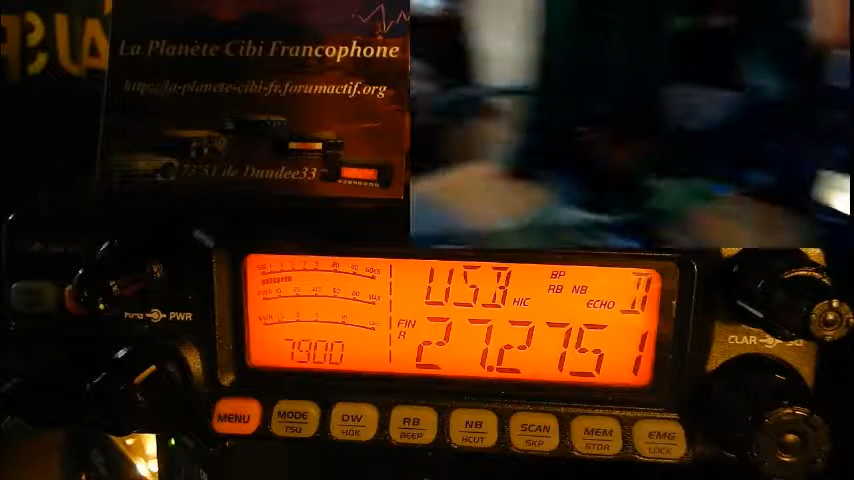 La Planète Cibi Francophone
http://la-planete-cibi-fr.forumactif.org
73 51 de Dundee33
PWR
USB
HIC
BP
RB NB
ECHO
FIN
R
27.2751
7900
CLAR
MENU
MODE
TSQ
OW
>10K
RB
BEEP
NB
HCUT
SCAN
SKP
MEM
STOR
EMG
LOCK